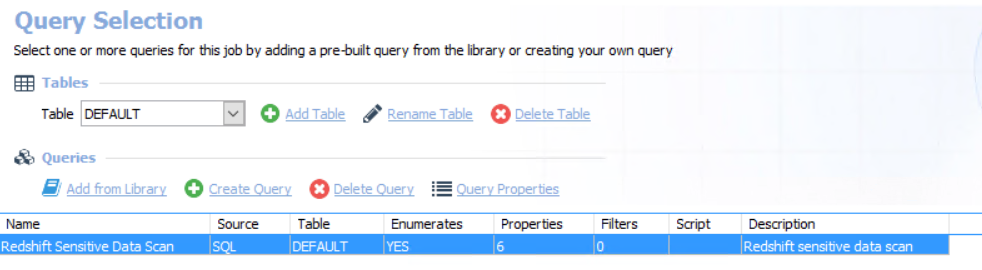 Query Selection
Select one or more queries for this job by adding a pre-built query from the library or creating your own query
Tables
Table DEFAULT Add Table Rename Table Delete Table
Queries
Add from Library Create Query Delete Query Query Properties
Name Source Table Enumerates Properties Filters Script Description
Redshift Sensitive Data Scan SQL DEFAULT YES 6 0 Redshift sensitive data scan